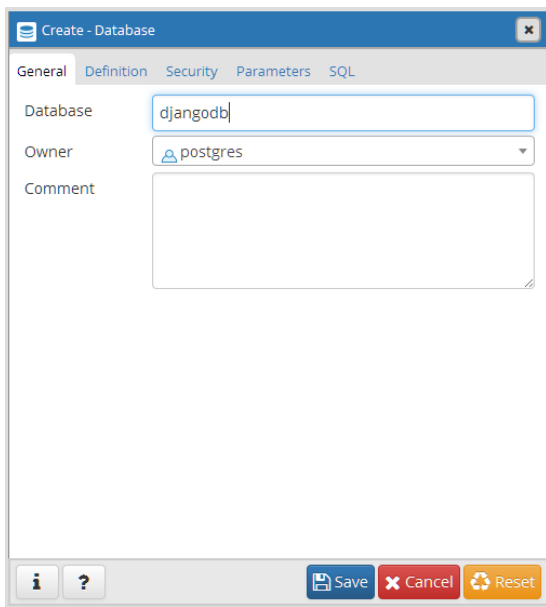 Create - Database
General Definition Security Parameters SQL
Database djangodb
Owner postgres
Comment
i ? Save Cancel Reset